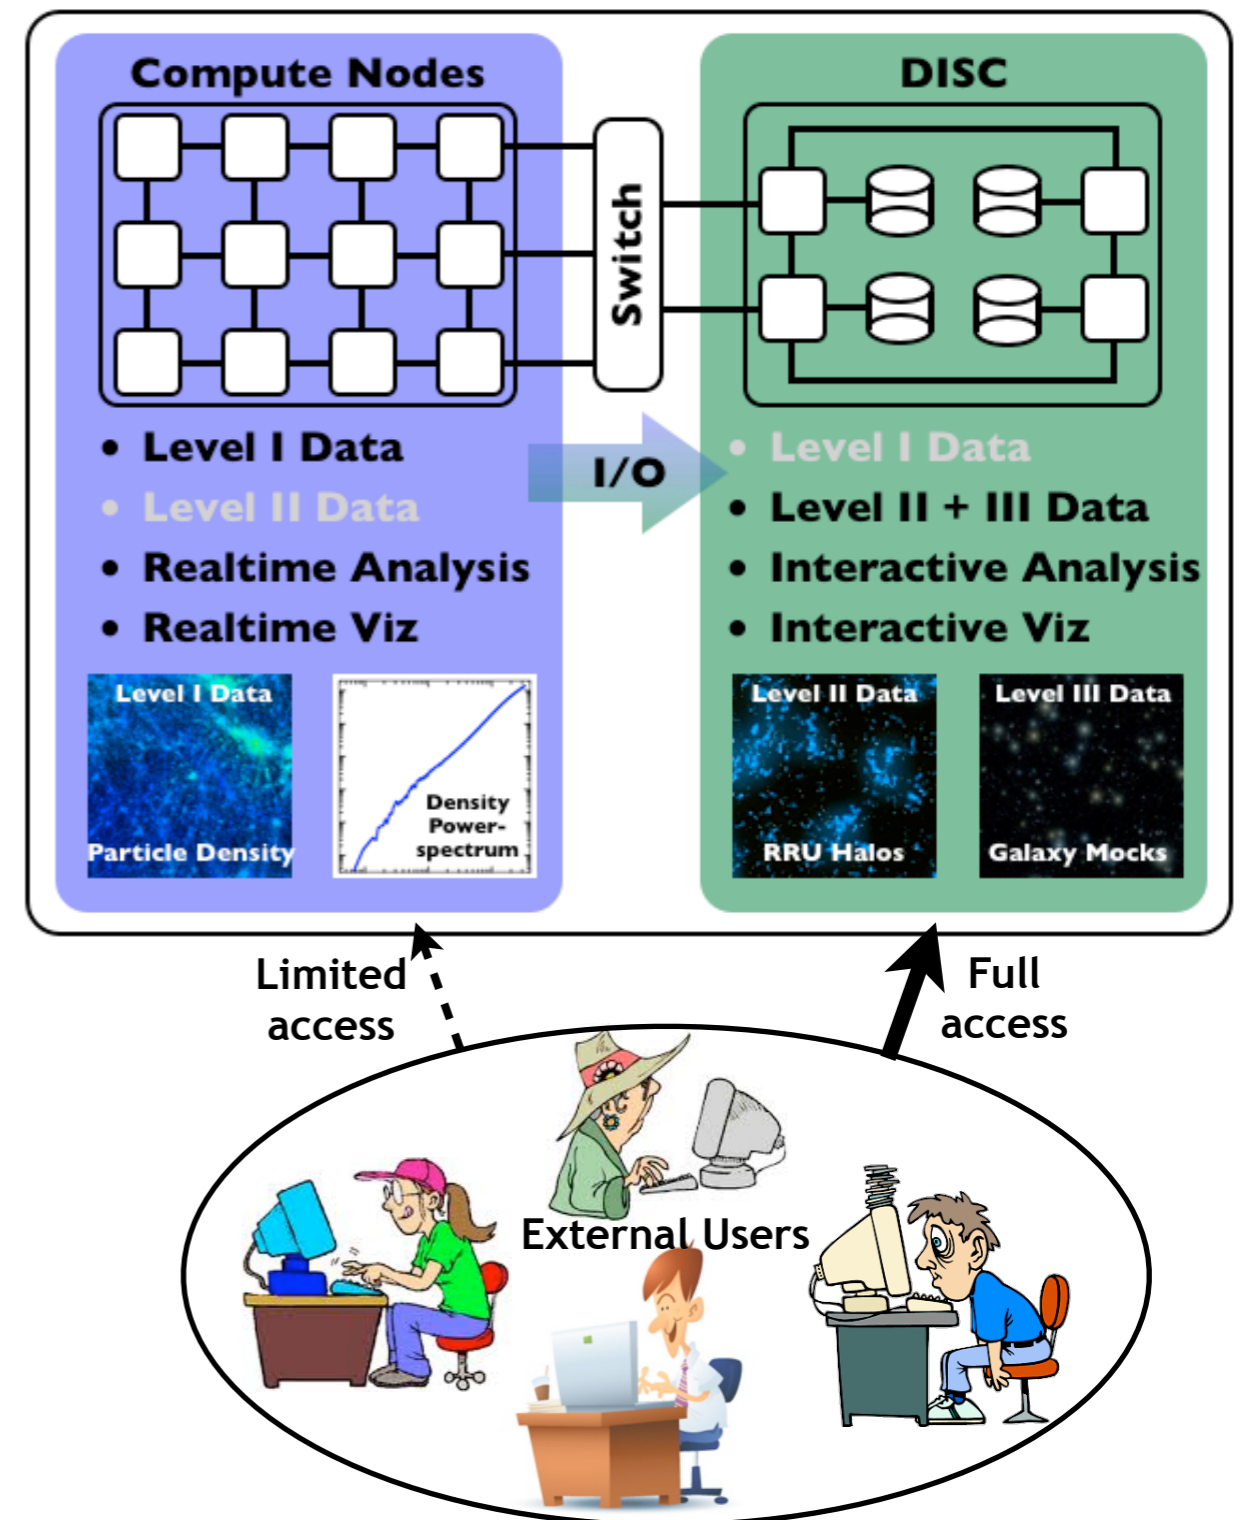 Compute Nodes
DISC
Switch
• Level I Data
• Level II Data
• Realtime Analysis
• Realtime Viz
I/O
• Level I Data
• Level II + III Data
• Interactive Analysis
• Interactive Viz
Level I Data
Particle Density
Density
Power-
spectrum
Level II Data
RRU Halos
Level III Data
Galaxy Mocks
Limited
access
Full
access
External Users